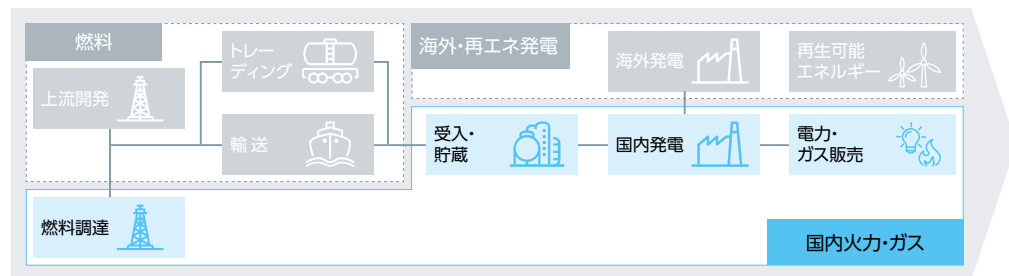 燃料
トレー
ディング
上流開発
輸送
燃料調達
海外・再エネ発電
海外発電
再生可能
エネルギー
受入・
貯蔵
国内発電
電力・
ガス販売
国内火力・ガス